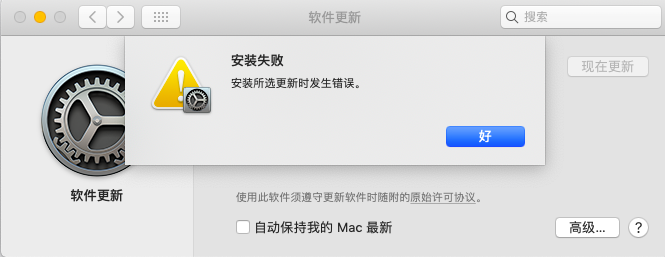 软件更新
搜索
安装失败
安装所选更新时发生错误。
好
现在更新
软件更新
使用此软件须遵守更新软件时随附的原始许可协议。
自动保持我的 Mac 最新
高级...
?